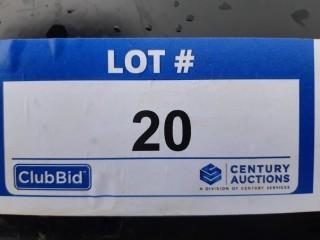 LOT #
20
ClubBid
CENTURY
AUCTIONS
A DIVISION OF CENTURY SERVICES